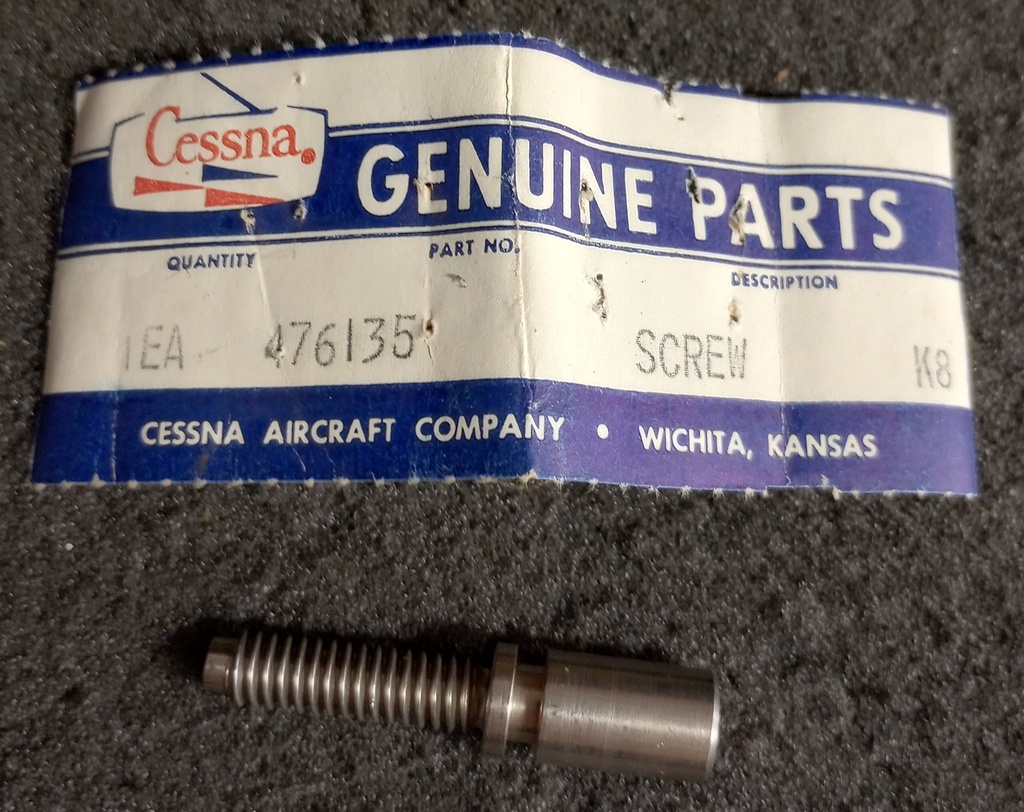 Cessna.
GENUINE PARTS
QUANTITY PART NO. DESCRIPTION
1EA 476135 SCREW K8
CESSNA AIRCRAFT COMPANY • WICHITA, KANSAS